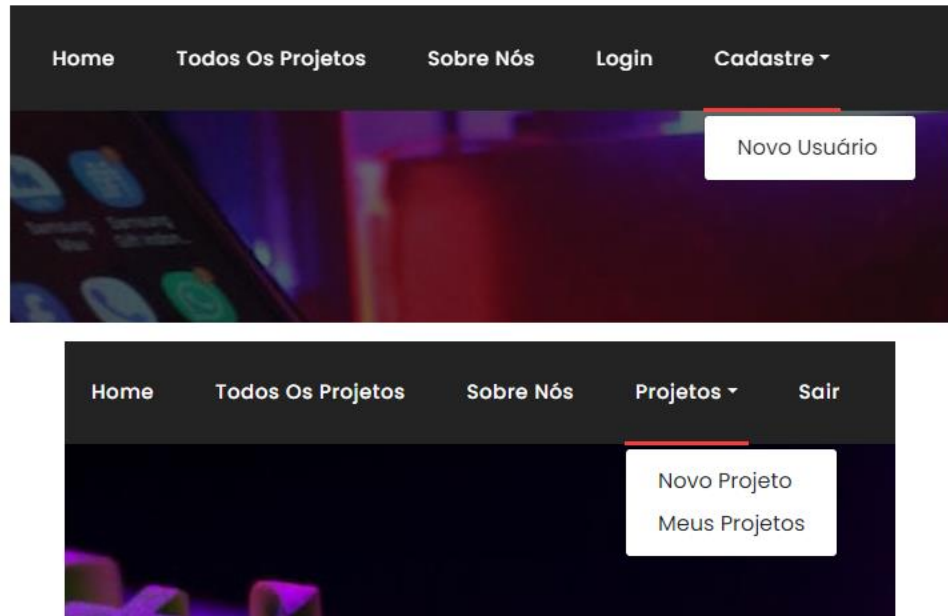 Home Todos Os Projetos Sobre Nós Login Cadastre
Novo Usuário
Home Todos Os Projetos Sobre Nós Projetos Sair
Novo Projeto
Meus Projetos